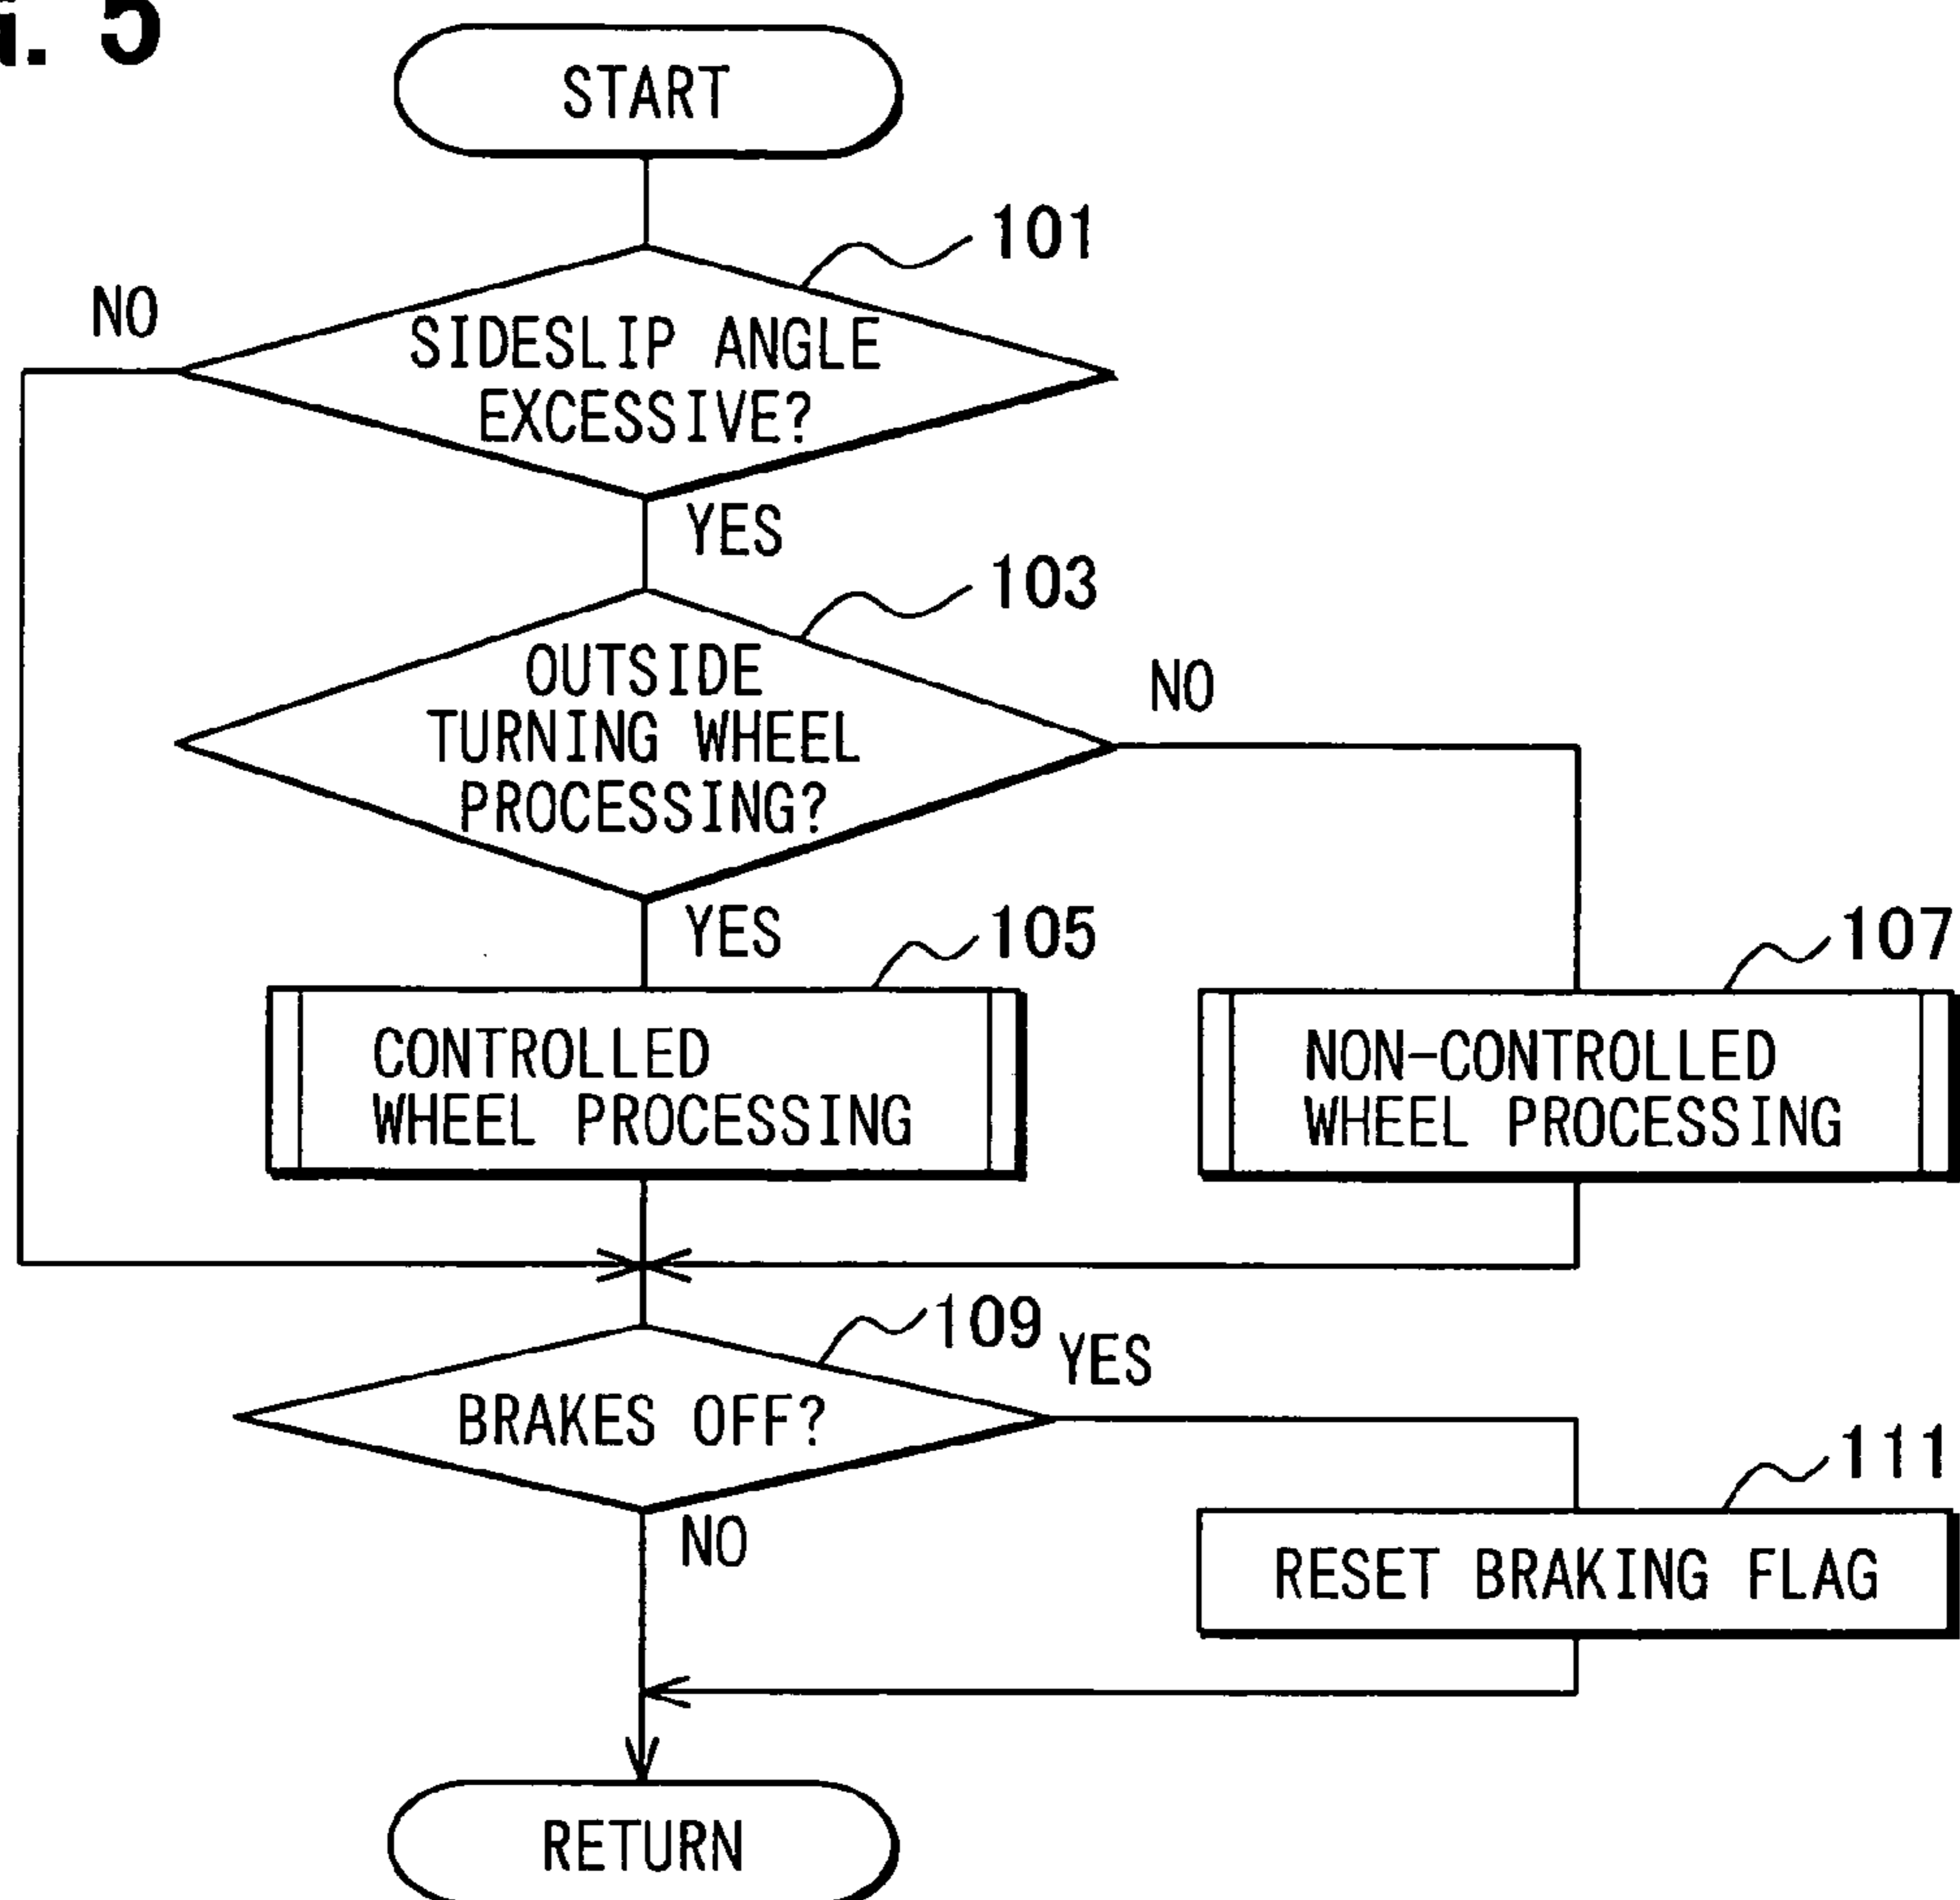 5
START
101
NO
SIDESLIP ANGLE
EXCESSIVE?
YES
103
OUTSIDE
TURNING WHEEL
PROCESSING?
NO
YES
105
107
CONTROLLED
WHEEL PROCESSING
NON-CONTROLLED
WHEEL PROCESSING
109
YES
BRAKES OFF?
111
NO
RESET BRAKING FLAG
RETURN